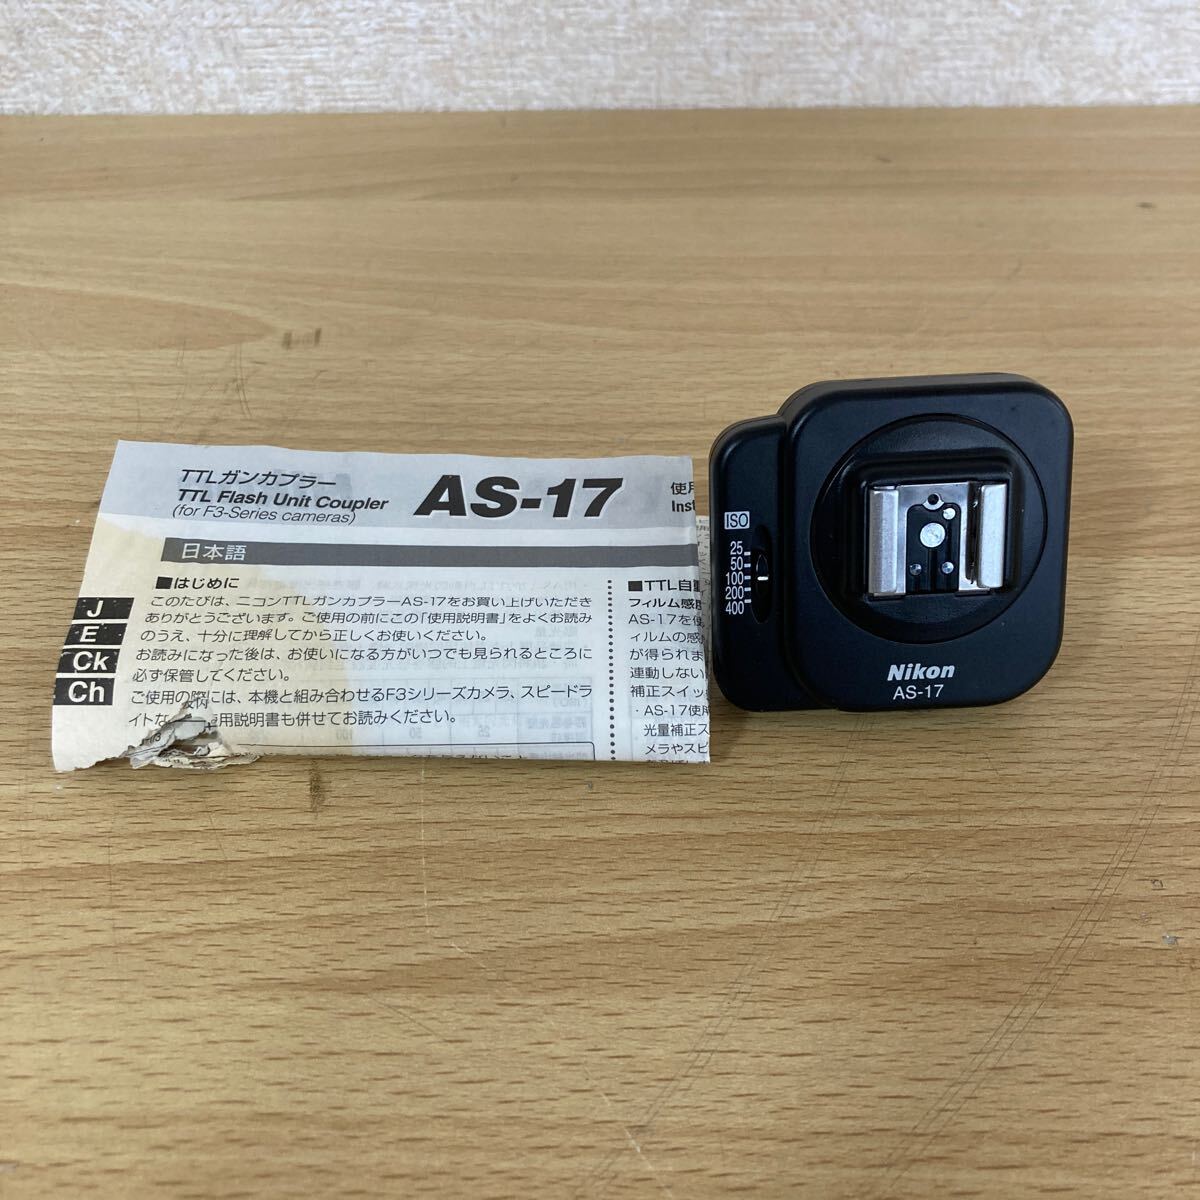 TTLガンカプラー
TTL Flash Unit Coupler
(for F3-Series cameras)
AS-17
使用
Inst
日本語
■はじめに
このたびは、ニコンTTLガンカプラーAS-17をお買い上げいただき
ありがとうございます。ご使用の前にこの「使用説明書」をよくお読み
のうえ、十分に理解してから正しくお使いください。
お読みになった後は、お使いになる方がいつでも見られるところに
必ず保管してください。
ご使用の際には、本機と組み合わせるF3シリーズカメラ、スピードラ
イトな 使用説明書も併せてお読みください。
J
E
Ck
Ch
■TTL自動
フィルム感度
AS-17を使
ィルムの感
が得られま
連動しない
補正スイッ
・AS-17使用
光量補正ス
メラやスピ
ISO
25
50
100
200
400
Nikon
AS-17